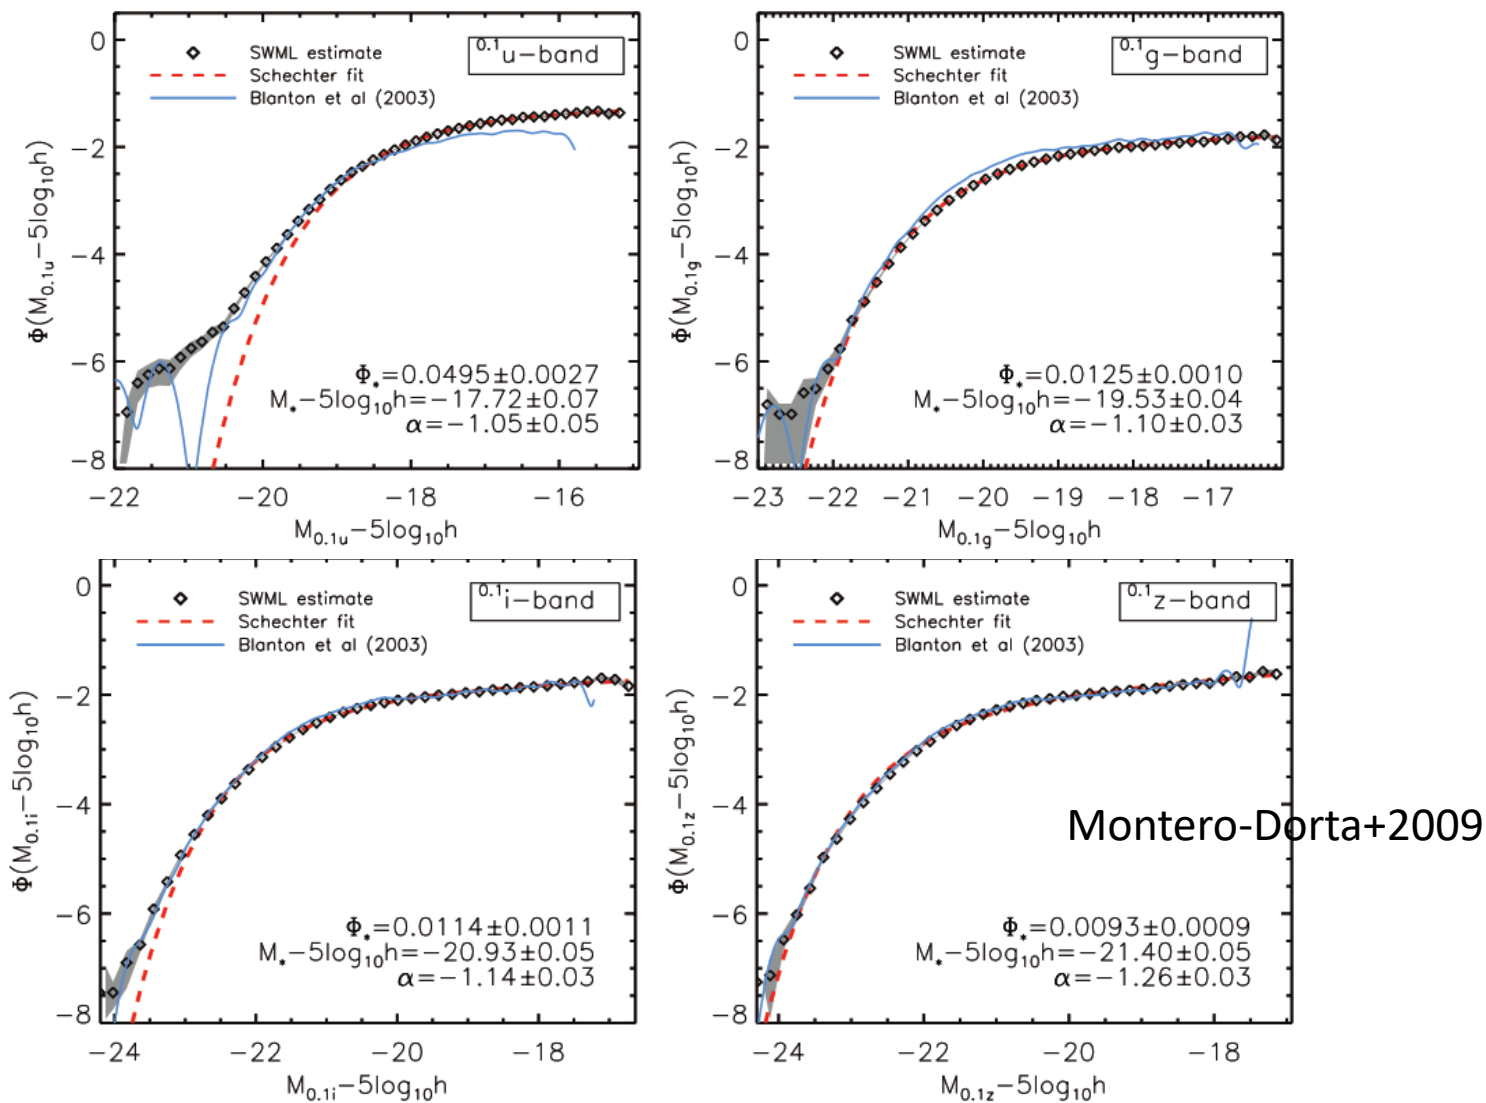 SWML estimate
Schechter fit
Blanton et al (2003)
0.1u-band
0
-2
-4
-6
-8
Φ(M0.1u-5log10h)
Φ*=0.0495±0.0027
M*-5log10h=-17.72±0.07
α=-1.05±0.05
-22 -20 -18 -16
M0.1u-5log10h
SWML estimate
Schechter fit
Blanton et al (2003)
0.1g-band
0
-2
-4
-6
-8
Φ(M0.1g-5log10h)
Φ*=0.0125±0.0010
M*-5log10h=-19.53±0.04
α=-1.10±0.03
-23 -22 -21 -20 -19 -18 -17
M0.1g-5log10h
SWML estimate
Schechter fit
Blanton et al (2003)
0.1i-band
0
-2
-4
-6
-8
Φ(M0.1i-5log10h)
Φ*=0.0114±0.0011
M*-5log10h=-20.93±0.05
α=-1.14±0.03
-24 -22 -20 -18
M0.1i-5log10h
SWML estimate
Schechter fit
Blanton et al (2003)
0.1z-band
0
-2
-4
-6
-8
Φ(M0.1z-5log10h)
Montero-Dorta+2009
Φ*=0.0093±0.0009
M*-5log10h=-21.40±0.05
α=-1.26±0.03
-24 -22 -20 -18
M0.1z-5log10h